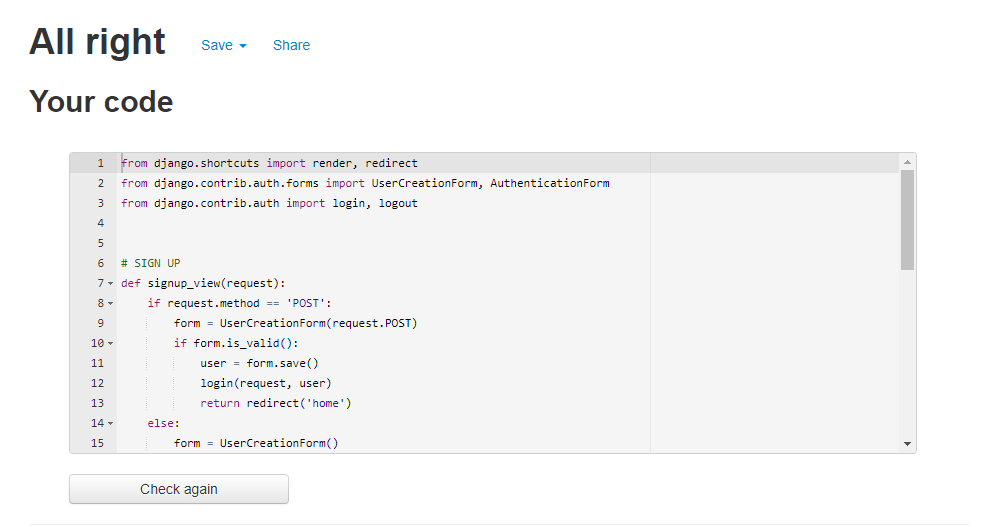 All right Save Share
Your code
1 from django.shortcuts import render, redirect
2 from django.contrib.auth.forms import UserCreationForm, AuthenticationForm
3 from django.contrib.auth import login, logout
4
5
6 # SIGN UP
7 def signup_view(request):
8     if request.method == 'POST':
9         form = UserCreationForm(request.POST)
10         if form.is_valid():
11             user = form.save()
12             login(request, user)
13             return redirect('home')
14     else:
15         form = UserCreationForm()
Check again